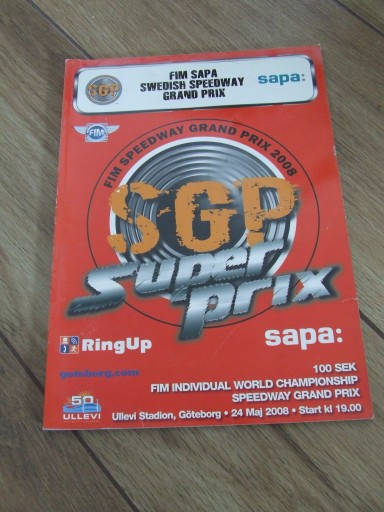 SGP
FIM SAPA
SWEDISH SPEEDWAY
GRAND PRIX
sapa:
FIM
FIM SPEEDWAY GRAND PRIX 2008
SGP
Super
Prix
RingUp
sapa:
goteborg.com
100 SEK
FIM INDIVIDUAL WORLD CHAMPIONSHIP
SPEEDWAY GRAND PRIX
50
ULLEVI
Ullevi Stadion, Göteborg • 24 Maj 2008 • Start kl 19.00